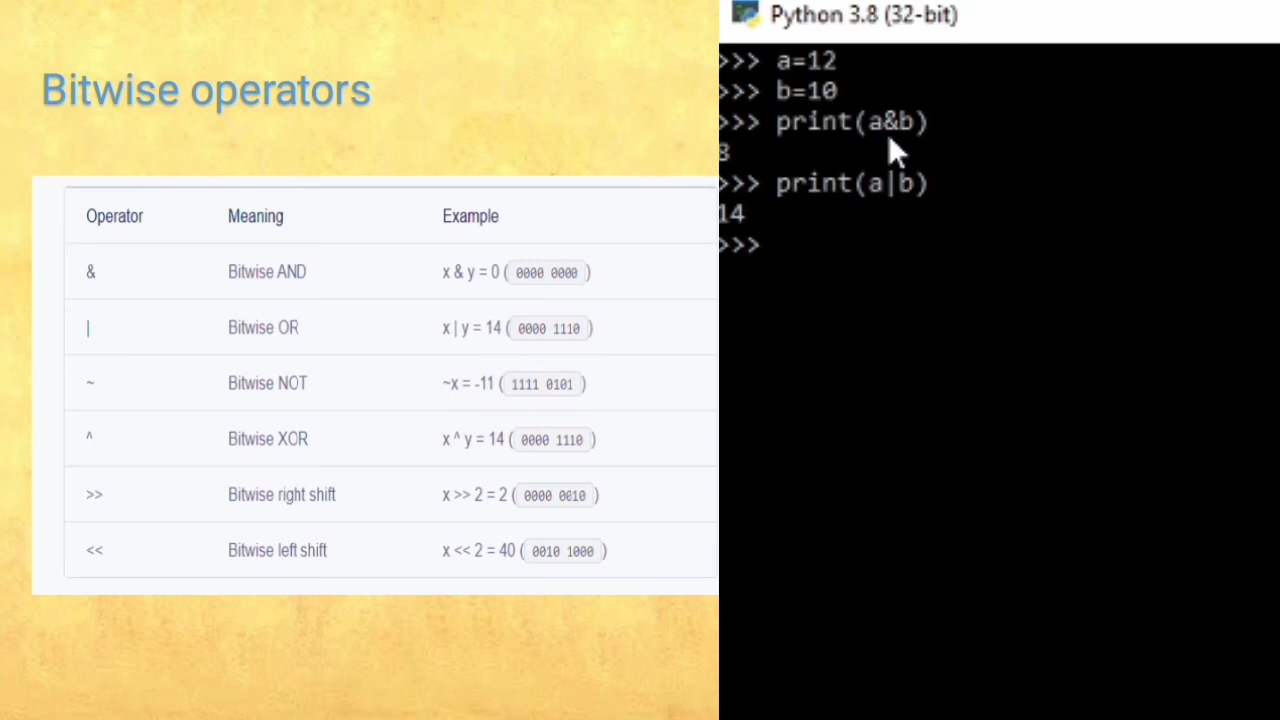 Bitwise operators
Operator Meaning Example
& Bitwise AND x & y = 0 (0000 0000)
| Bitwise OR x | y = 14 (0000 1110)
~ Bitwise NOT ~x = -11 (1111 0101)
^ Bitwise XOR x ^ y = 14 (0000 1110)
>> Bitwise right shift x >> 2 = 2 (0000 0010)
<< Bitwise left shift x << 2 = 40 (0010 1000)
Python 3.8 (32-bit)
>>> a=12
>>> b=10
>>> print(a&b)
8
>>> print(a|b)
14
>>>